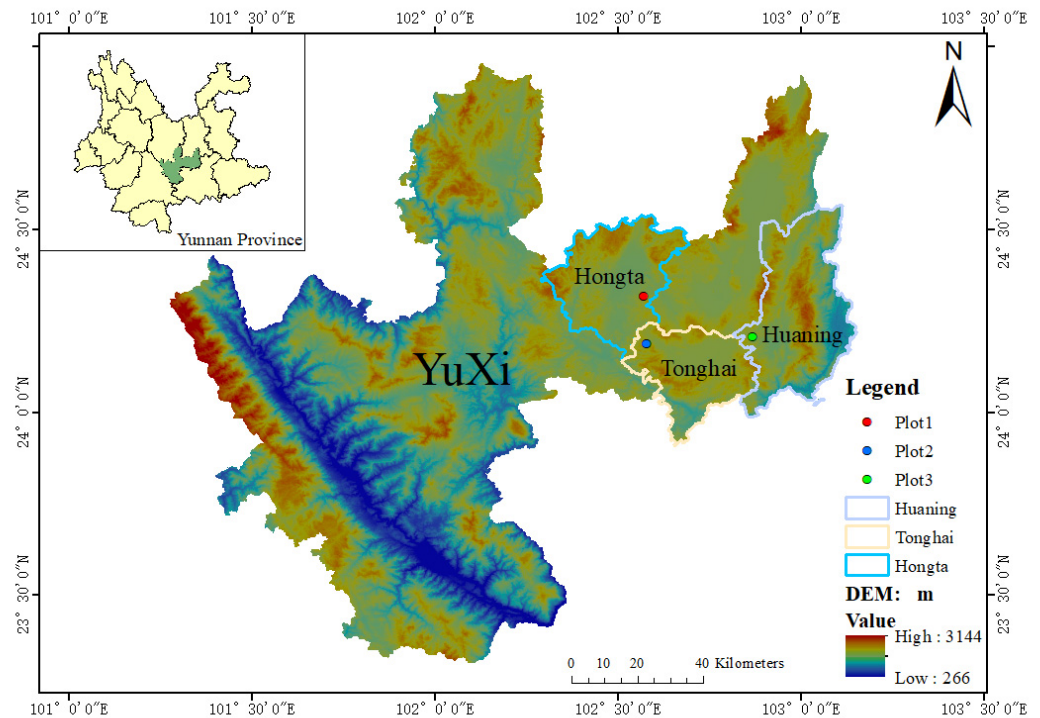 101° 0′ 0″E 101° 30′ 0″E 102° 0′ 0″E 102° 30′ 0″E 103° 0′ 0″E 103° 30′ 0″E
N
Yunnan Province
24° 30′ 0″N
24° 30′ 0″N
Hongta
Huaning
Tonghai
YuXi
24° 0′ 0″N
24° 0′ 0″N
Legend
Plot1
Plot2
Plot3
Huaning
Tonghai
Hongta
DEM: m
Value
High : 3144
Low : 266
23° 30′ 0″N
23° 30′ 0″N
0 10 20 40 Kilometers
101° 0′ 0″E 101° 30′ 0″E 102° 0′ 0″E 102° 30′ 0″E 103° 0′ 0″E 103° 30′ 0″E